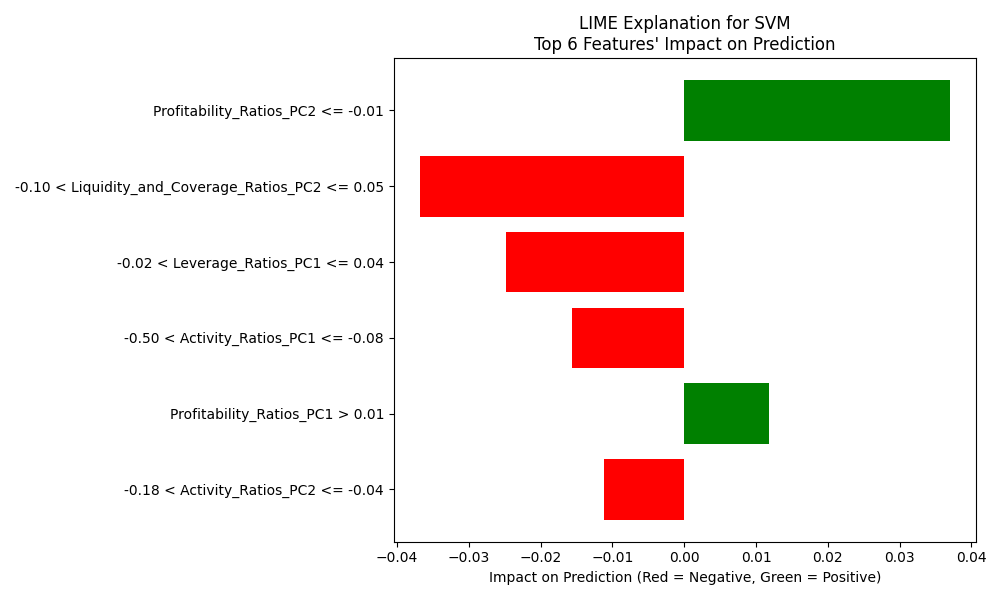 LIME Explanation for SVM
Top 6 Features' Impact on Prediction
Profitability_Ratios_PC2 <= -0.01
-0.10 < Liquidity_and_Coverage_Ratios_PC2 <= 0.05
-0.02 < Leverage_Ratios_PC1 <= 0.04
-0.50 < Activity_Ratios_PC1 <= -0.08
Profitability_Ratios_PC1 > 0.01
-0.18 < Activity_Ratios_PC2 <= -0.04
−0.04 −0.03 −0.02 −0.01 0.00 0.01 0.02 0.03 0.04
Impact on Prediction (Red = Negative, Green = Positive)